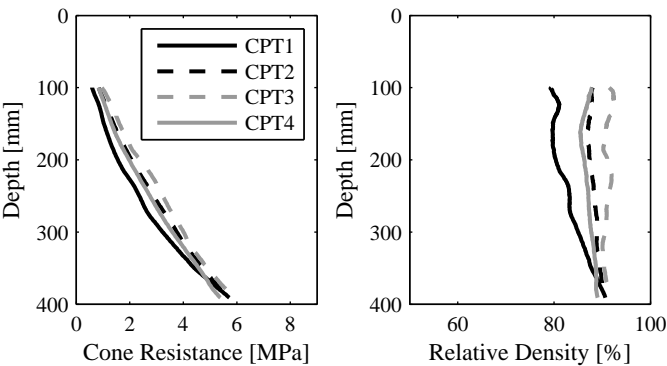 0
100
200
300
400
Depth [mm]
0 2 4 6 8
Cone Resistance [MPa]
CPT1
CPT2
CPT3
CPT4
0
100
200
300
400
Depth [mm]
60 80 100
Relative Density [%]